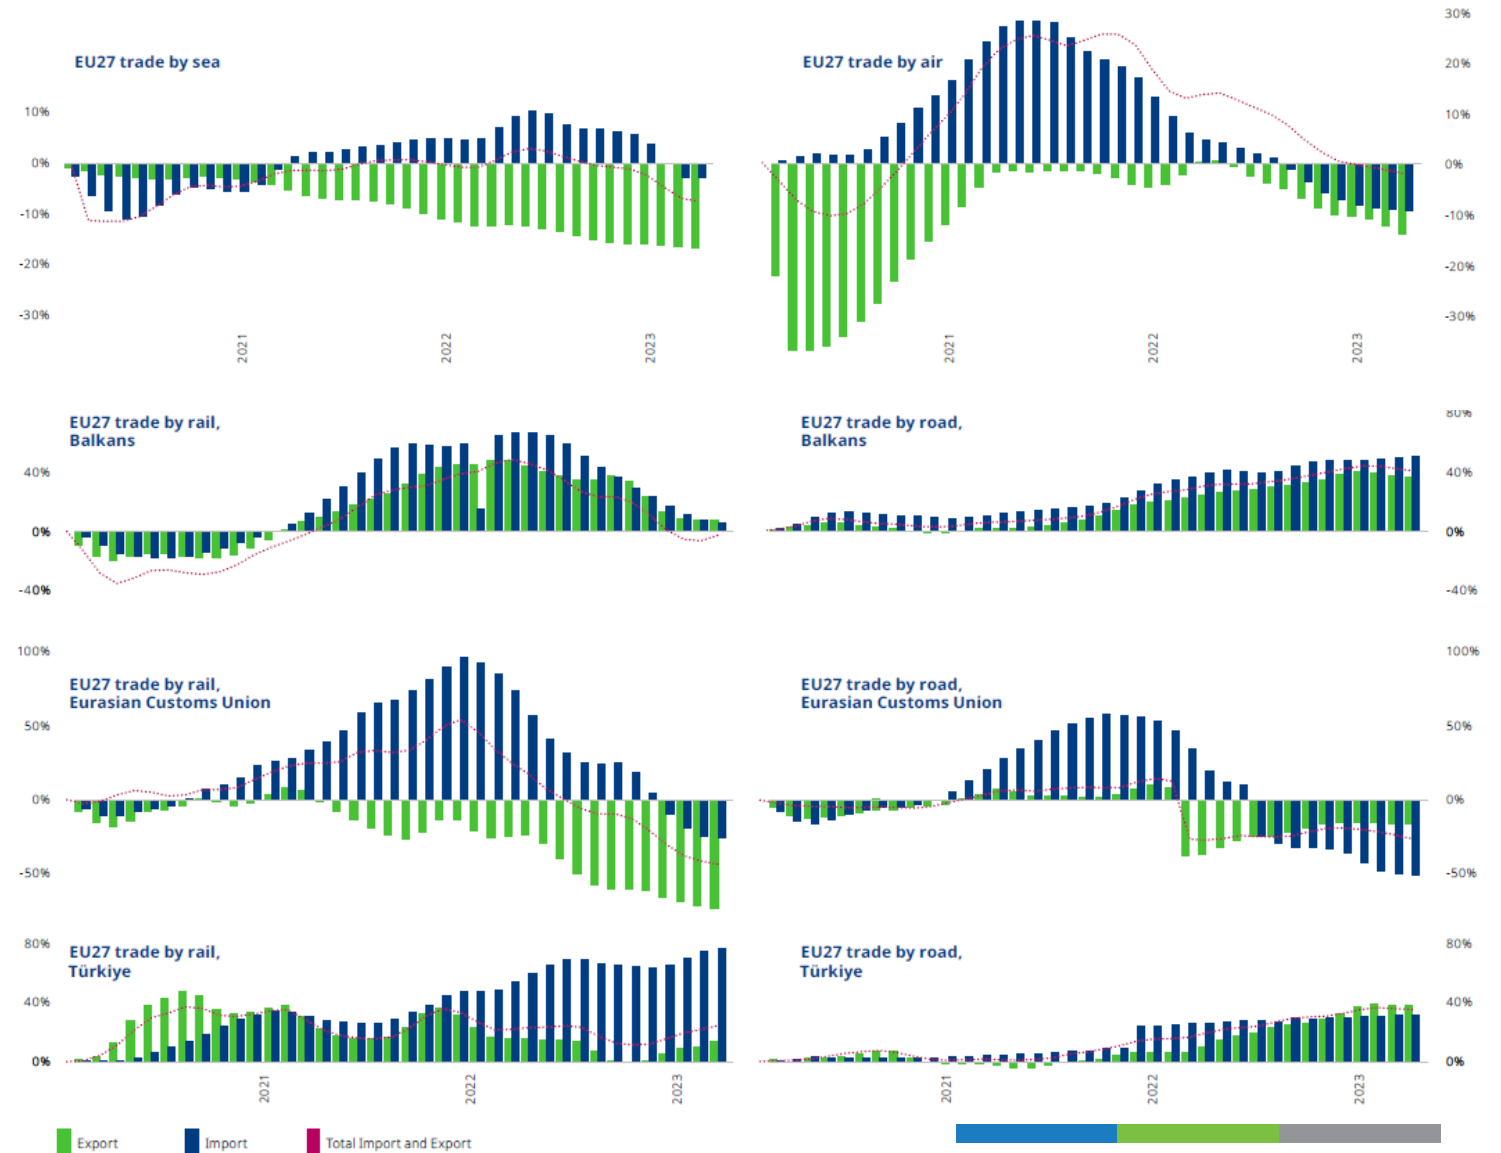 30%
EU27 trade by sea
EU27 trade by air
20%
10%
10%
0%
0%
-10%
-10%
-20%
-20%
-30%
-30%
2021
2022
2023
2021
2022
2023
80%
EU27 trade by rail,
Balkans
EU27 trade by road,
Balkans
40%
40%
0%
0%
-40%
-40%
100%
100%
EU27 trade by rail,
Eurasian Customs Union
EU27 trade by road,
Eurasian Customs Union
50%
50%
0%
0%
-50%
-50%
80%
80%
EU27 trade by rail,
Türkiye
EU27 trade by road,
Türkiye
40%
40%
0%
0%
2021
2022
2023
2021
2022
2023
Export
Import
Total Import and Export